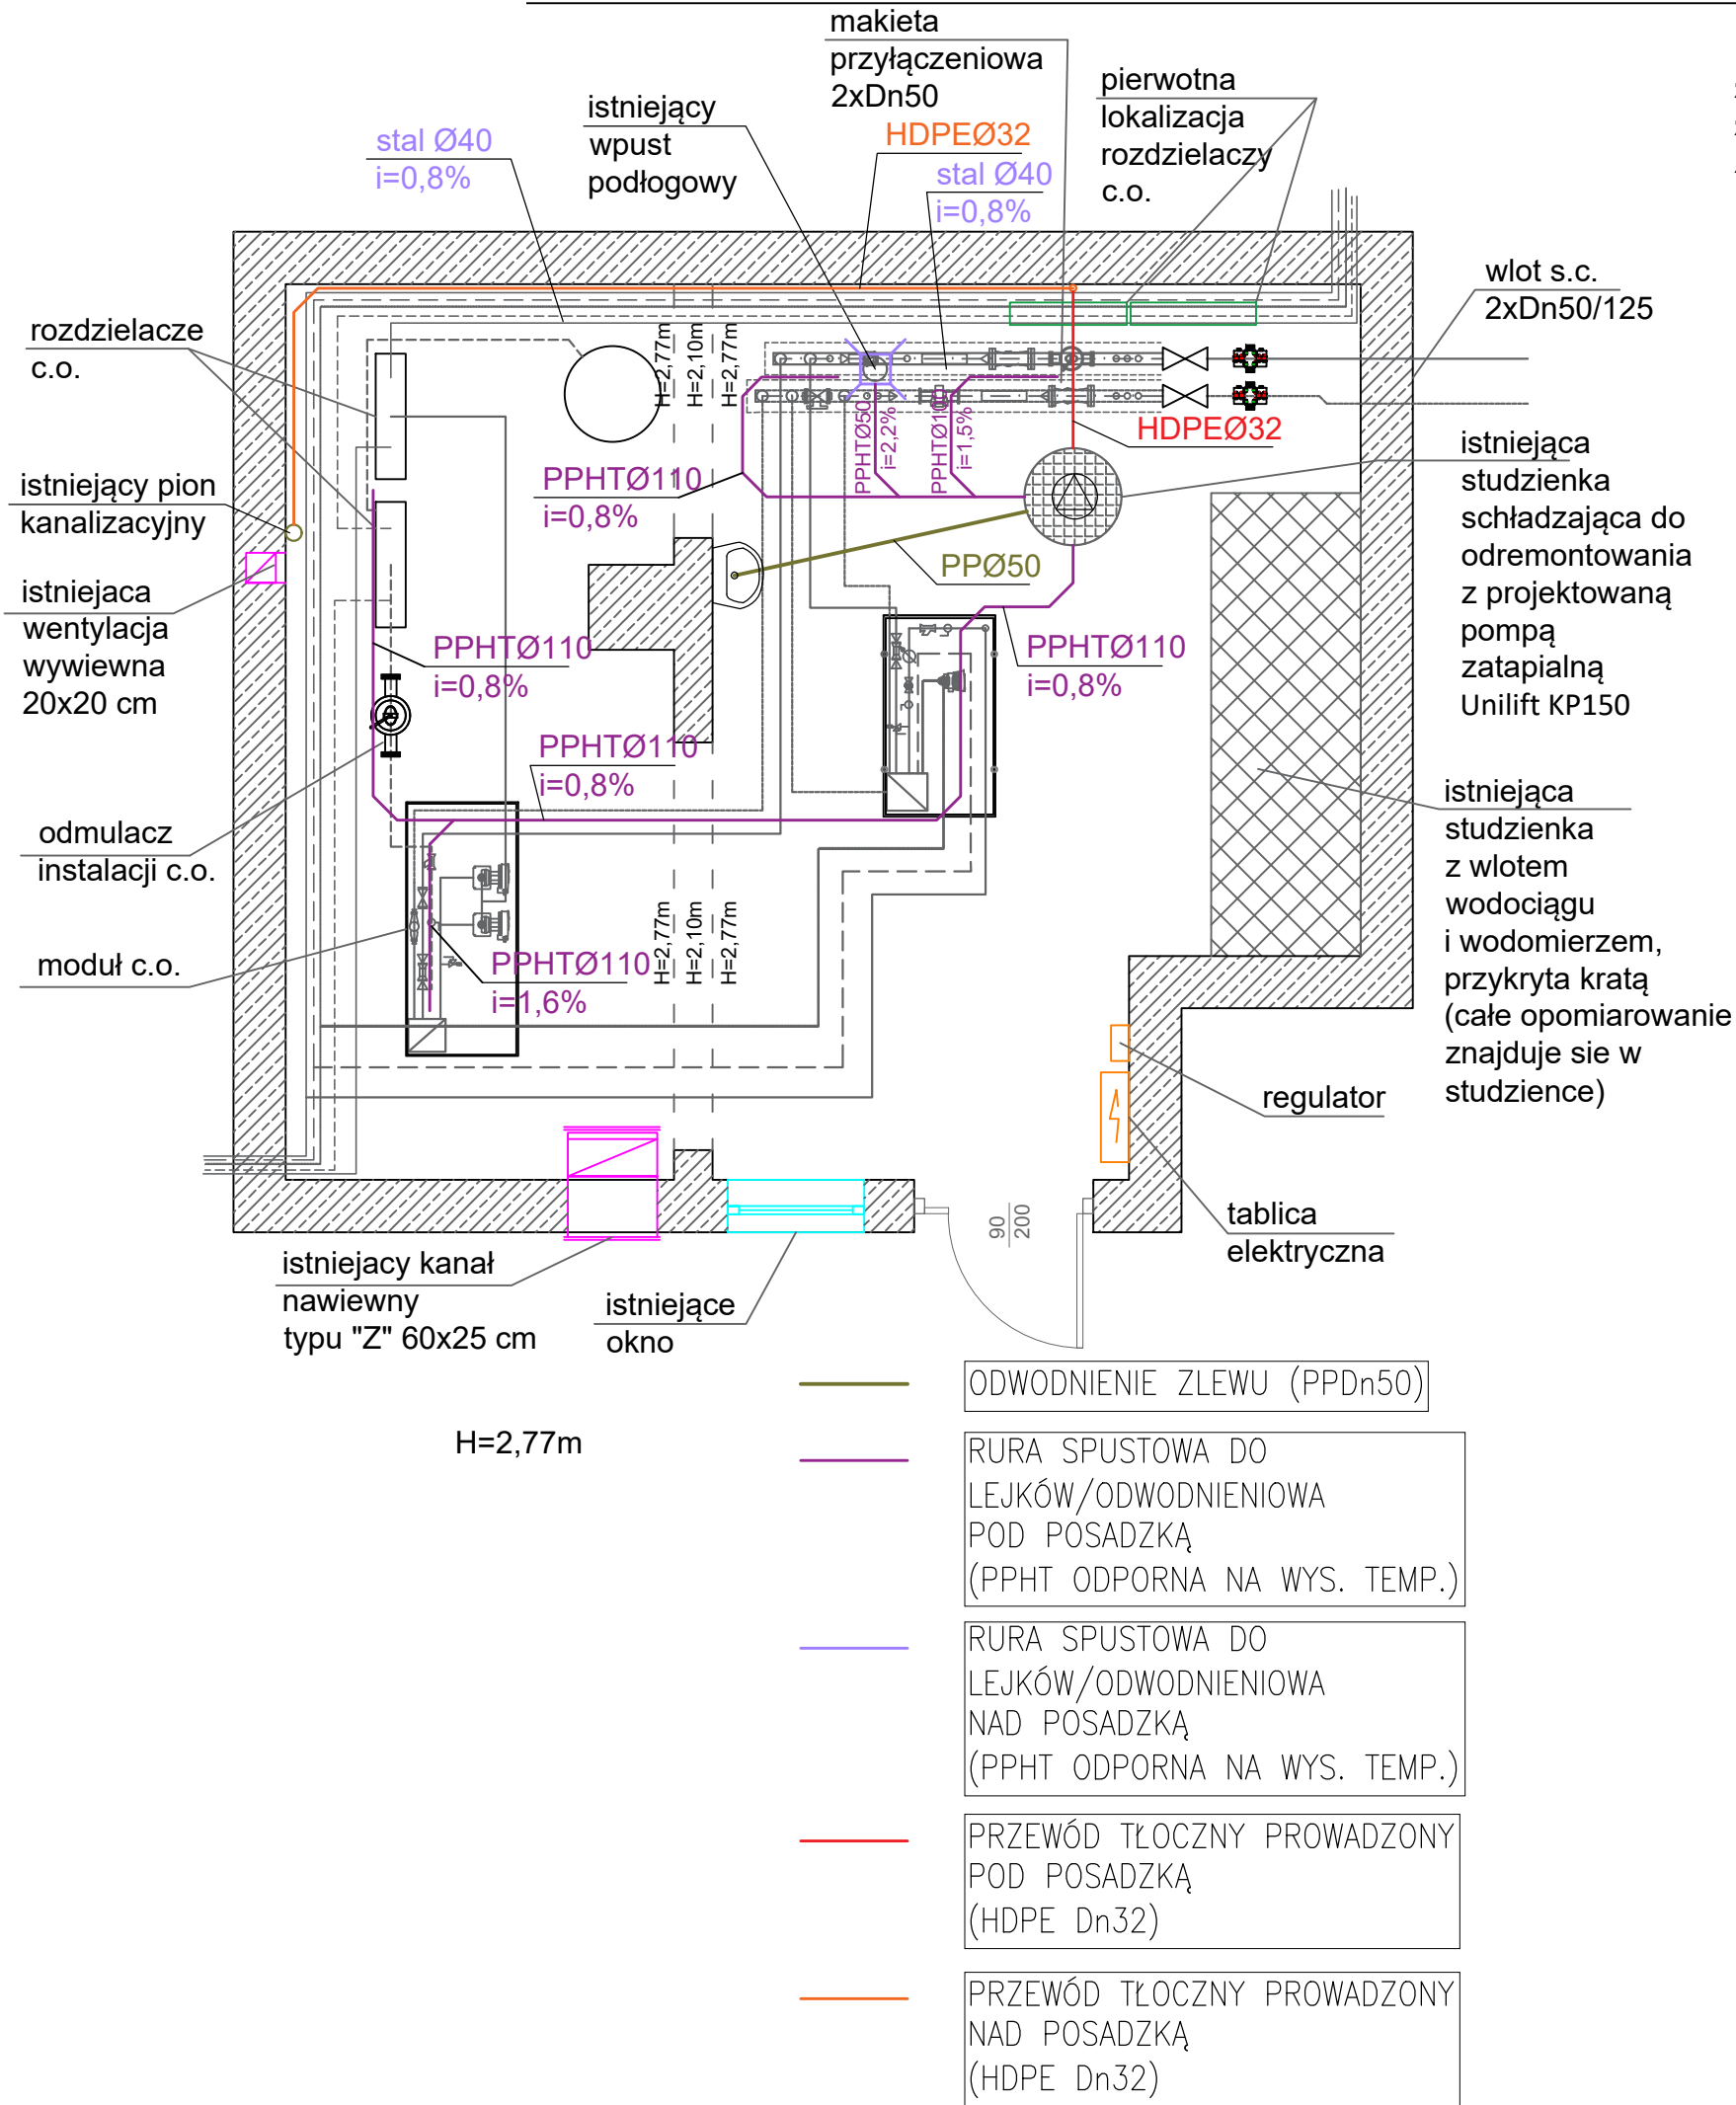 makieta
przyłączeniowa
2xDn50
pierwotna
lokalizacja
rozdzielaczy
c.o.
istniejący
wpust
podłogowy
HDPEØ32
stal Ø40
i=0,8%
stal Ø40
i=0,8%
wlot s.c.
2xDn50/125
rozdzielacze
c.o.
H=2,77m
H=2,10m
H=2,77m
PPHTØ50
i=2,2%
i=1,5%
HDPEØ32
istniejąca
studzienka
schładzająca do
odremontowania
z projektowaną
pompą
zatapialną
Unilift KP150
istniejący pion
kanalizacyjny
PPHTØ110
i=0,8%
PPØ50
istniejaca
wentylacja
wywiewna
20x20 cm
PPHTØ110
i=0,8%
PPHTØ110
i=0,8%
PPHTØ110
i=0,8%
istniejąca
studzienka
z wlotem
wodociągu
i wodomierzem,
przykryta kratą
(całe opomiarowanie
znajduje sie w
studzience)
odmulacz
instalacji c.o.
moduł c.o.
PPHTØ110
i=1,6%
H=2,77m
H=2,10m
H=2,77m
regulator
tablica
elektryczna
90
200
istniejacy kanał
nawiewny
typu "Z" 60x25 cm
istniejące
okno
H=2,77m
ODWODNIENIE ZLEWU (PPDn50)
RURA SPUSTOWA DO
LEJKÓW/ODWODNIENIOWA
POD POSADZKĄ
(PPHT ODPORNA NA WYS. TEMP.)
RURA SPUSTOWA DO
LEJKÓW/ODWODNIENIOWA
NAD POSADZKĄ
(PPHT ODPORNA NA WYS. TEMP.)
PRZEWÓD TŁOCZNY PROWADZONY
POD POSADZKĄ
(HDPE Dn32)
PRZEWÓD TŁOCZNY PROWADZONY
NAD POSADZKĄ
(HDPE Dn32)